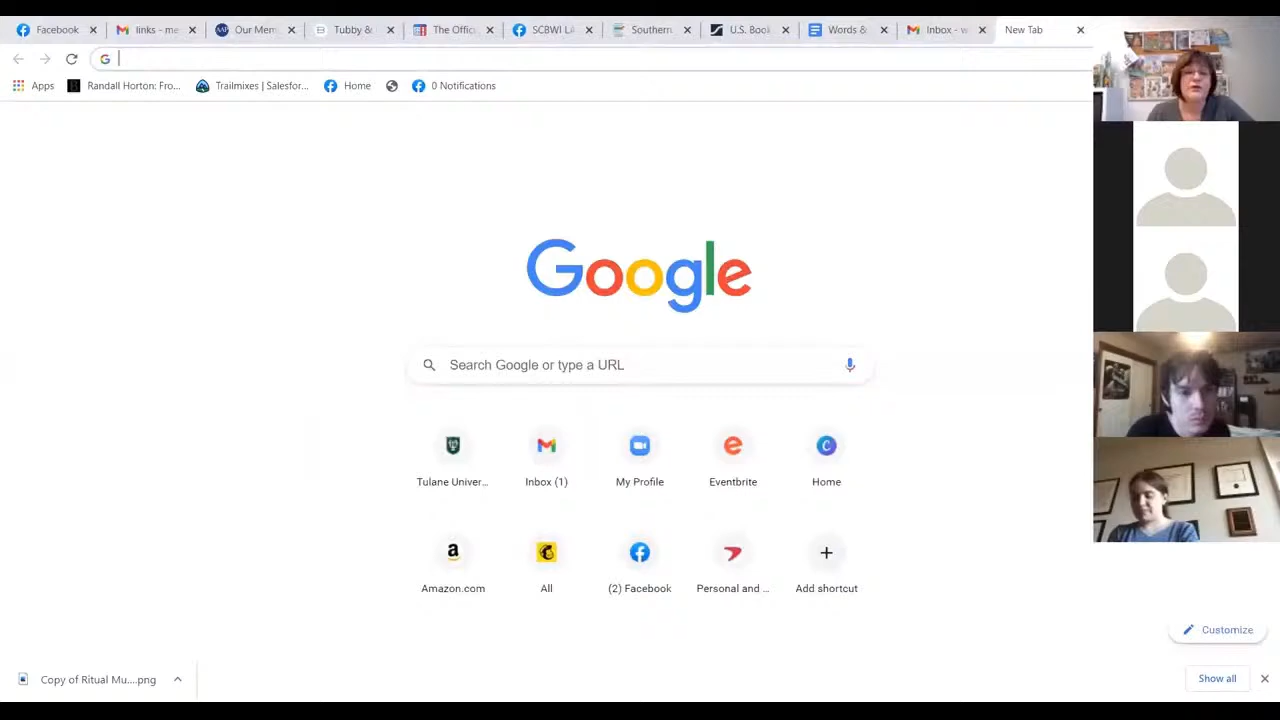 Facebook
links - me
Our Mem
Tubby &
The Offic
SCBWI LA
Southern
U.S. Book
Words &
Inbox - w
New Tab
Apps
Randall Horton: Fro...
Trailmixes | Salesfor...
Home
0 Notifications
Google
Search Google or type a URL
Tulane Univer...
Inbox (1)
My Profile
Eventbrite
Home
Amazon.com
All
(2) Facebook
Personal and ...
Add shortcut
Customize
Copy of Ritual Mu....png
Show all